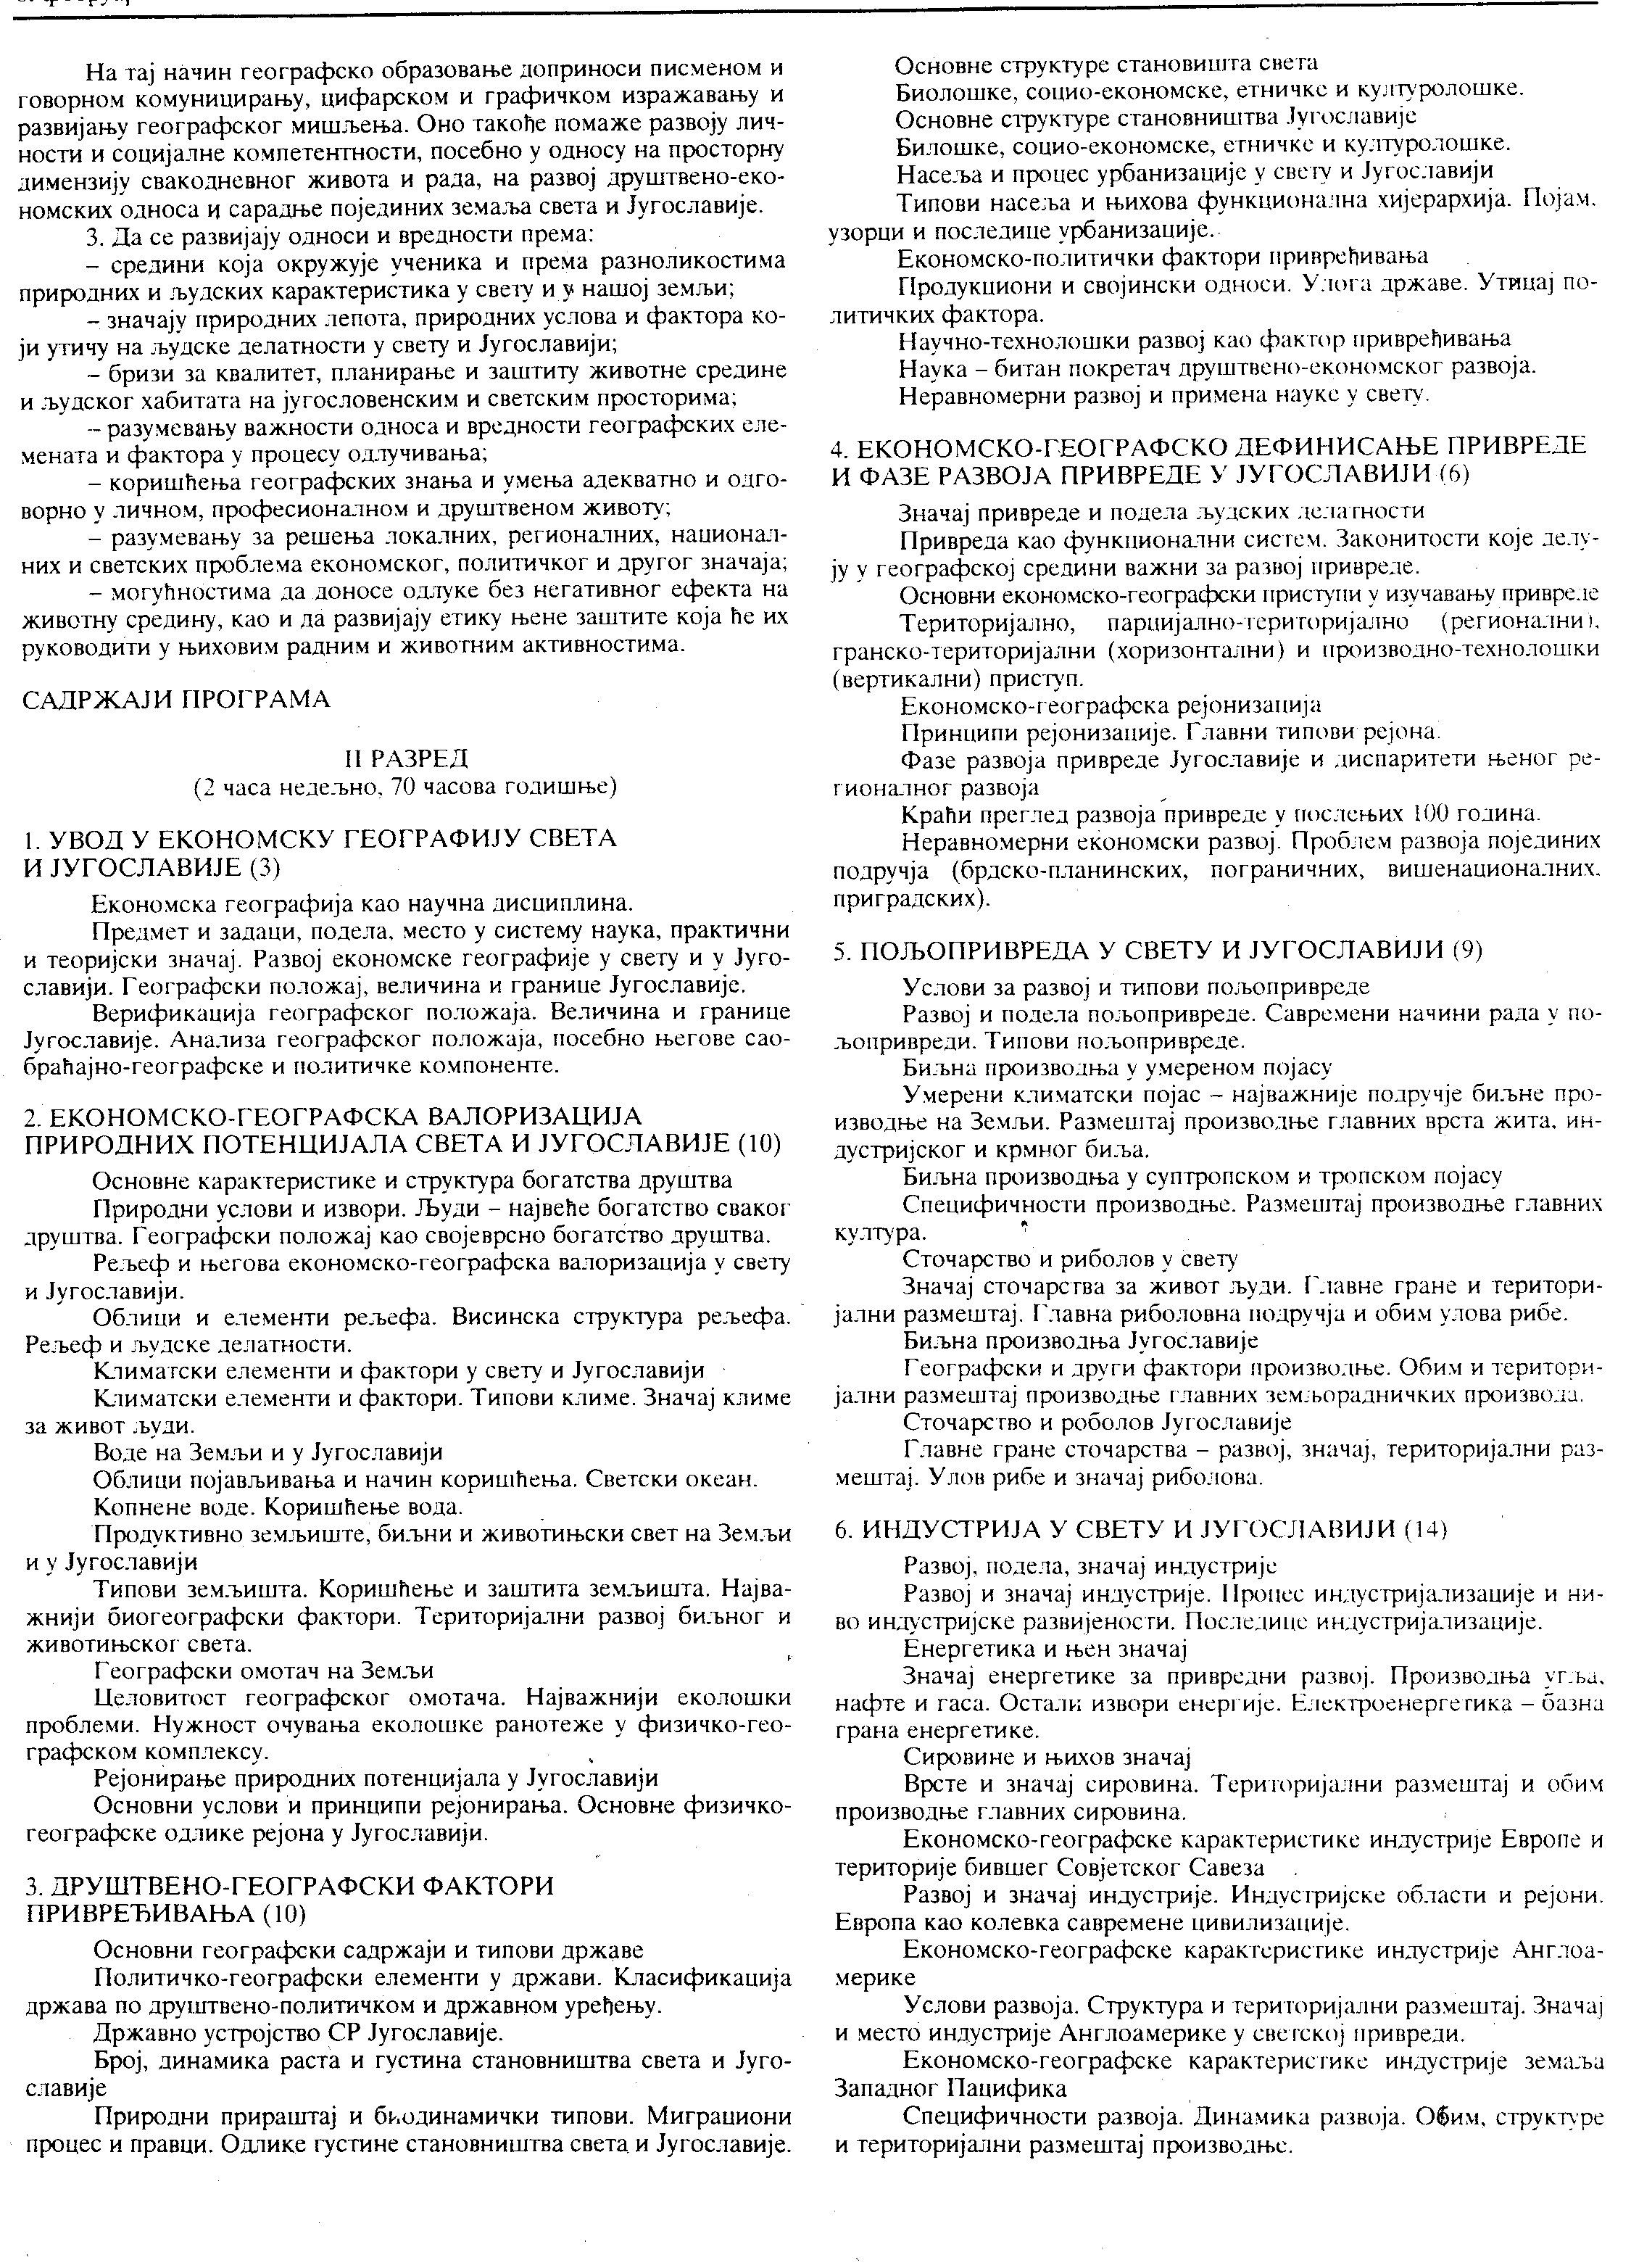 На тај начин географско образовање доприноси писменом и
говорном комуницирању, цифарском и графичком изражавању и
развијању географског мишљења. Оно такође помаже развоју лич-
ности и социјалне компетентности, посебно у односу на просторну
димензију свакодневног живота и рада, на развој друштвено-еко-
номских односа и сарадње појединих земаља света и Југославије.
3. Да се развијају односи и вредности према:
– средини која окружује ученика и према разноликостима
природних и људских карактеристика у свету и у нашој земљи;
– значају природних лепота, природних услова и фактора ко-
ји утичу на људске делатности у свету и Југославији;
– бризи за квалитет, планирање и заштиту животне средине
и људског хабитата на југословенским и светским просторима;
– разумевању важности односа и вредности географских еле-
мената и фактора у процесу одлучивања;
– коришћења географских знања и умења адекватно и одго-
ворно у личном, професионалном и друштвеном животу;
– разумевању за решења локалних, регионалних, национал-
них и светских проблема економског, политичког и другог значаја;
– могућностима да доносе одлуке без негативног ефекта на
животну средину, као и да развијају етику њене заштите која ће их
руководити у њиховим радним и животним активностима.
САДРЖАЈИ ПРОГРАМА
II РАЗРЕД
(2 часа недељно, 70 часова годишње)
1. УВОД У ЕКОНОМСКУ ГЕОГРАФИЈУ СВЕТА
И ЈУГОСЛАВИЈЕ (3)
Економска географија као научна дисциплина.
Предмет и задаци, подела, место у систему наука, практични
и теоријски значај. Развој економске географије у свету и у Југо-
славији. Географски положај, величина и границе Југославије.
Верификација географског положаја. Величина и границе
Југославије. Анализа географског положаја, посебно његове сао-
браћајно-географске и политичке компоненте.
2. ЕКОНОМСКО-ГЕОГРАФСКА ВАЛОРИЗАЦИЈА
ПРИРОДНИХ ПОТЕНЦИЈАЛА СВЕТА И ЈУГОСЛАВИЈЕ (10)
Основне карактеристике и структура богатства друштва
Природни услови и извори. Људи – највеће богатство сваког
друштва. Географски положај као својеврсно богатство друштва.
Рељеф и његова економско-географска валоризација у свету
и Југославији.
Облици и елементи рељефа. Висинска структура рељефа.
Рељеф и људске делатности.
Климатски елементи и фактори у свету и Југославији
Климатски елементи и фактори. Типови климе. Значај климе
за живот људи.
Воде на Земљи и у Југославији
Облици појављивања и начин коришћења. Светски океан.
Копнене воде. Коришћење вода.
Продуктивно земљиште, биљни и животињски свет на Земљи
и у Југославији
Типови земљишта. Коришћење и заштита земљишта. Најва-
жнији биогеографски фактори. Територијални развој биљног и
животињског света.
Географски омотач на Земљи
Целовитост географског омотача. Најважнији еколошки
проблеми. Нужност очувања еколошке ранотеже у физичко-гео-
графском комплексу.
Рејонирање природних потенцијала у Југославији
Основни услови и принципи рејонирања. Основне физичко-
географске одлике рејона у Југославији.
3. ДРУШТВЕНО-ГЕОГРАФСКИ ФАКТОРИ
ПРИВРЕЂИВАЊА (10)
Основни географски садржаји и типови државе
Политичко-географски елементи у држави. Класификација
држава по друштвено-политичком и државном уређењу.
Државно устројство СР Југославије.
Број, динамика раста и густина становништва света и Југо-
славије
Природни прираштај и биодинамички типови. Миграциони
процес и правци. Одлике густине становништва света и Југославије.
Основне структуре становишта света
Биолошке, социо-економске, етничке и културолошке.
Основне структуре становништва Југославије
Билошке, социо-економске, етничке и културолошке.
Насеља и процес урбанизације у свету и Југославији
Типови насеља и њихова функционална хијерархија. Појам,
узорци и последице урбанизације.
Економско-политички фактори привређивања
Продукциони и својински односи. Улога државе. Утицај по-
литичких фактора.
Научно-технолошки развој као фактор привређивања
Наука – битан покретач друштвено-економског развоја.
Неравномерни развој и примена науке у свету.
4. ЕКОНОМСКО-ГЕОГРАФСКО ДЕФИНИСАЊЕ ПРИВРЕДЕ
И ФАЗЕ РАЗВОЈА ПРИВРЕДЕ У ЈУГОСЛАВИЈИ (6)
Значај привреде и подела људских делатности
Привреда као функционални систем. Законитости које делу-
ју у географској средини важни за развој привреде.
Основни економско-географски приступи у изучавању привреде
Територијално, парцијално-територијално (регионални),
гранско-територијални (хоризонтални) и производно-технолошки
(вертикални) приступ.
Економско-географска рејонизација
Принципи рејонизације. Главни типови рејона.
Фазе развоја привреде Југославије и диспаритети њеног ре-
гионалног развоја
Краћи преглед развоја привреде у послењих 100 година.
Неравномерни економски развој. Проблем развоја појединих
подручја (брдско-планинских, пограничних, вишенационалних,
приградских).
5. ПОЉОПРИВРЕДА У СВЕТУ И ЈУГОСЛАВИЈИ (9)
Услови за развој и типови пољопривреде
Развој и подела пољопривреде. Савремени начини рада у по-
љопривреди. Типови пољопривреде.
Биљна производња у умереном појасу
Умерени климатски појас – најважније подручје биљне про-
изводње на Земљи. Размештај производње главних врста жита, ин-
дустријског и крмног биља.
Биљна производња у суптропском и тропском појасу
Специфичности производње. Размештај производње главних
култура.
Сточарство и риболов у свету
Значај сточарства за живот људи. Главне гране и територи-
јални размештај. Главна риболовна подручја и обим улова рибе.
Биљна производња Југославије
Географски и други фактори производње. Обим и територи-
јални размештај производње главних земљорадничких производа.
Сточарство и роболов Југославије
Главне гране сточарства – развој, значај, територијални раз-
мештај. Улов рибе и значај риболова.
6. ИНДУСТРИЈА У СВЕТУ И ЈУГОСЛАВИЈИ (14)
Развој, подела, значај индустрије
Развој и значај индустрије. Процес индустријализације и ни-
во индустријске развијености. Последице индустријализације.
Енергетика и њен значај
Значај енергетике за привредни развој. Производња угља,
нафте и гаса. Остали извори енергије. Електроенергетика – базна
грана енергетике.
Сировине и њихов значај
Врсте и значај сировина. Територијални размештај и обим
производње главних сировина.
Економско-географске карактеристике индустрије Европе и
територије бившег Совјетског Савеза
Развој и значај индустрије. Индустријске области и рејони.
Европа као колевка савремене цивилизације.
Економско-географске карактеристике индустрије Англоа-
мерике
Услови развоја. Структура и територијални размештај. Значај
и место индустрије Англоамерике у светској привреди.
Економско-географске карактеристике индустрије земаља
Западног Пацифика
Специфичности развоја. Динамика развоја. Обим, структуре
и територијални размештај производње.